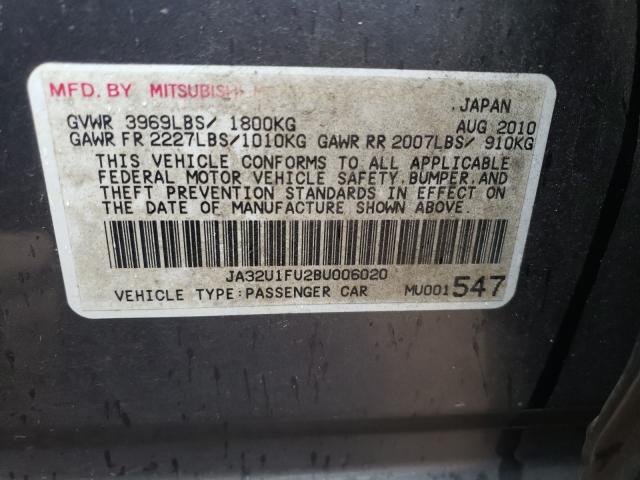 MFD. BY MITSUBISHI
JAPAN
GVWR 3969LBS/ 1800KG AUG 2010
GAWR FR 2227LBS/1010KG GAWR RR 2007LBS/ 910KG
THIS VEHICLE CONFORMS TO ALL APPLICABLE
FEDERAL MOTOR VEHICLE SAFETY, BUMPER, AND
THEFT PREVENTION STANDARDS IN EFFECT ON
THE DATE OF MANUFACTURE SHOWN ABOVE.
JA32U1FU2BU006020
VEHICLE TYPE:PASSENGER CAR MU001547